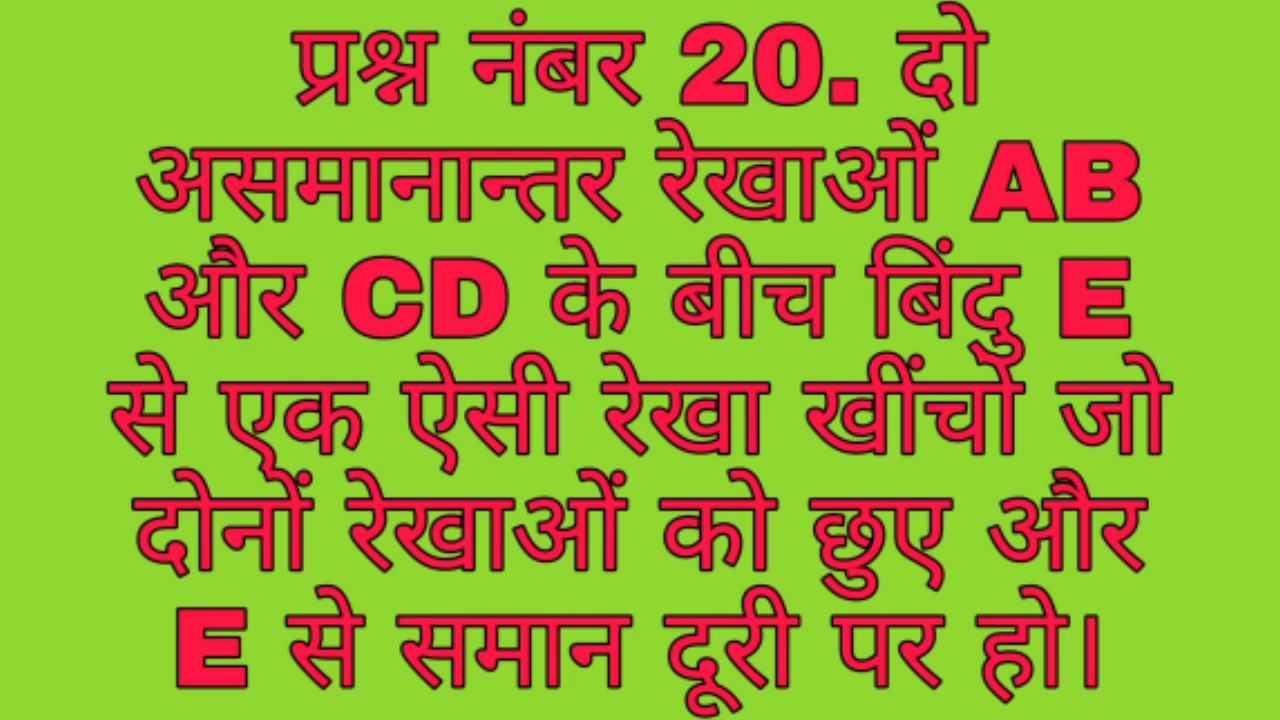 प्रश्न नंबर 20. दो
असमानान्तर रेखाओं AB
और CD के बीच बिंदु E
से एक ऐसी रेखा खींचो जो
दोनों रेखाओं को छुए और
E से समान दूरी पर हो।